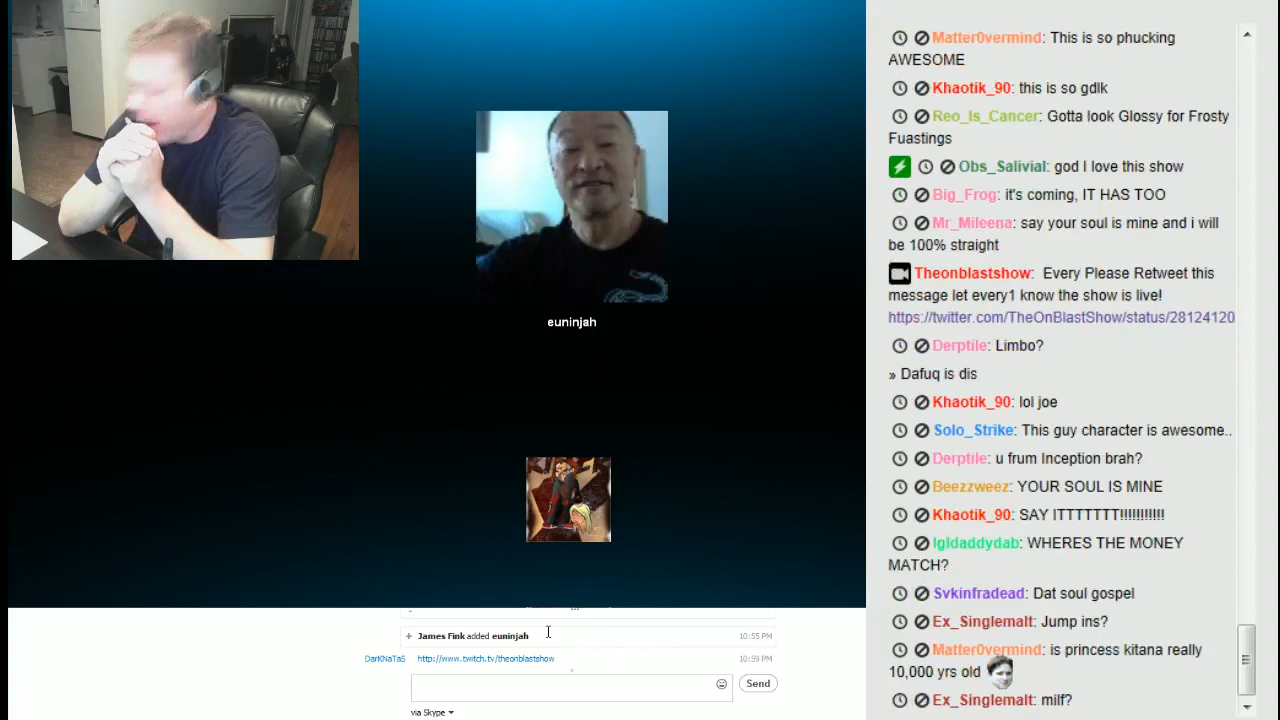 Matter0vermind: This is so phucking
AWESOME
Khaotik_90: this is so gdlk
Reo_Is_Cancer: Gotta look Glossy for Frosty
Fuastings
Obs_Salivial: god I love this show
Big_Frog: it's coming, IT HAS TOO
Mr_Mileena: say your soul is mine and i will
be 100% straight
Theonblastshow: Every Please Retweet this
message let every1 know the show is live!
https://twitter.com/TheOnBlastShow/status/28124120
Derptile: Limbo?
» Dafuq is dis
Khaotik_90: lol joe
Solo_Strike: This guy character is awesome..
Derptile: u frum Inception brah?
Beezzweez: YOUR SOUL IS MINE
Khaotik_90: SAY ITTTTTTT!!!!!!!!!!!
Igldaddydab: WHERES THE MONEY
MATCH?
Svkinfradead: Dat soul gospel
Ex_Singlemalt: Jump ins?
Matter0vermind: is princess kitana really
10,000 yrs old
Ex_Singlemalt: milf?
euninjah
+ James Fink added euninjah 10:55 PM
DarKNaTaS http://www.twitch.tv/theonblastshow 10:59 PM
Send
via Skype